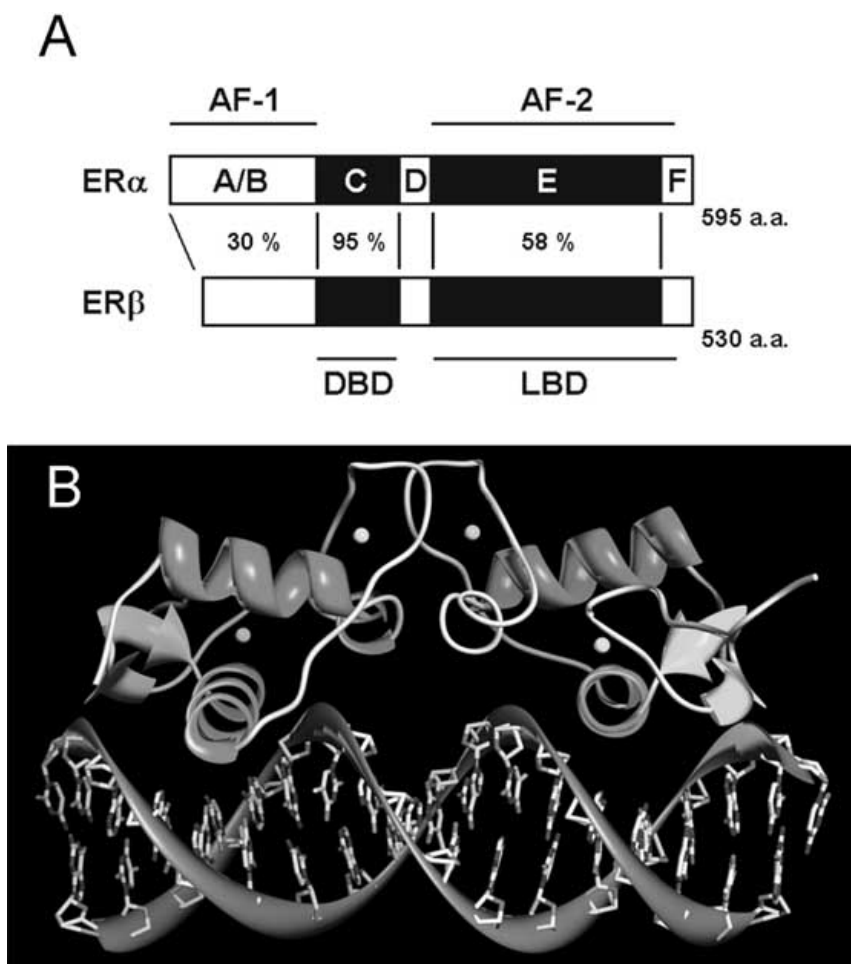 A
AF-1 AF-2
ERα A/B C D E F
595 a.a.
30 % 95 % 58 %
ERβ
530 a.a.
DBD LBD
B